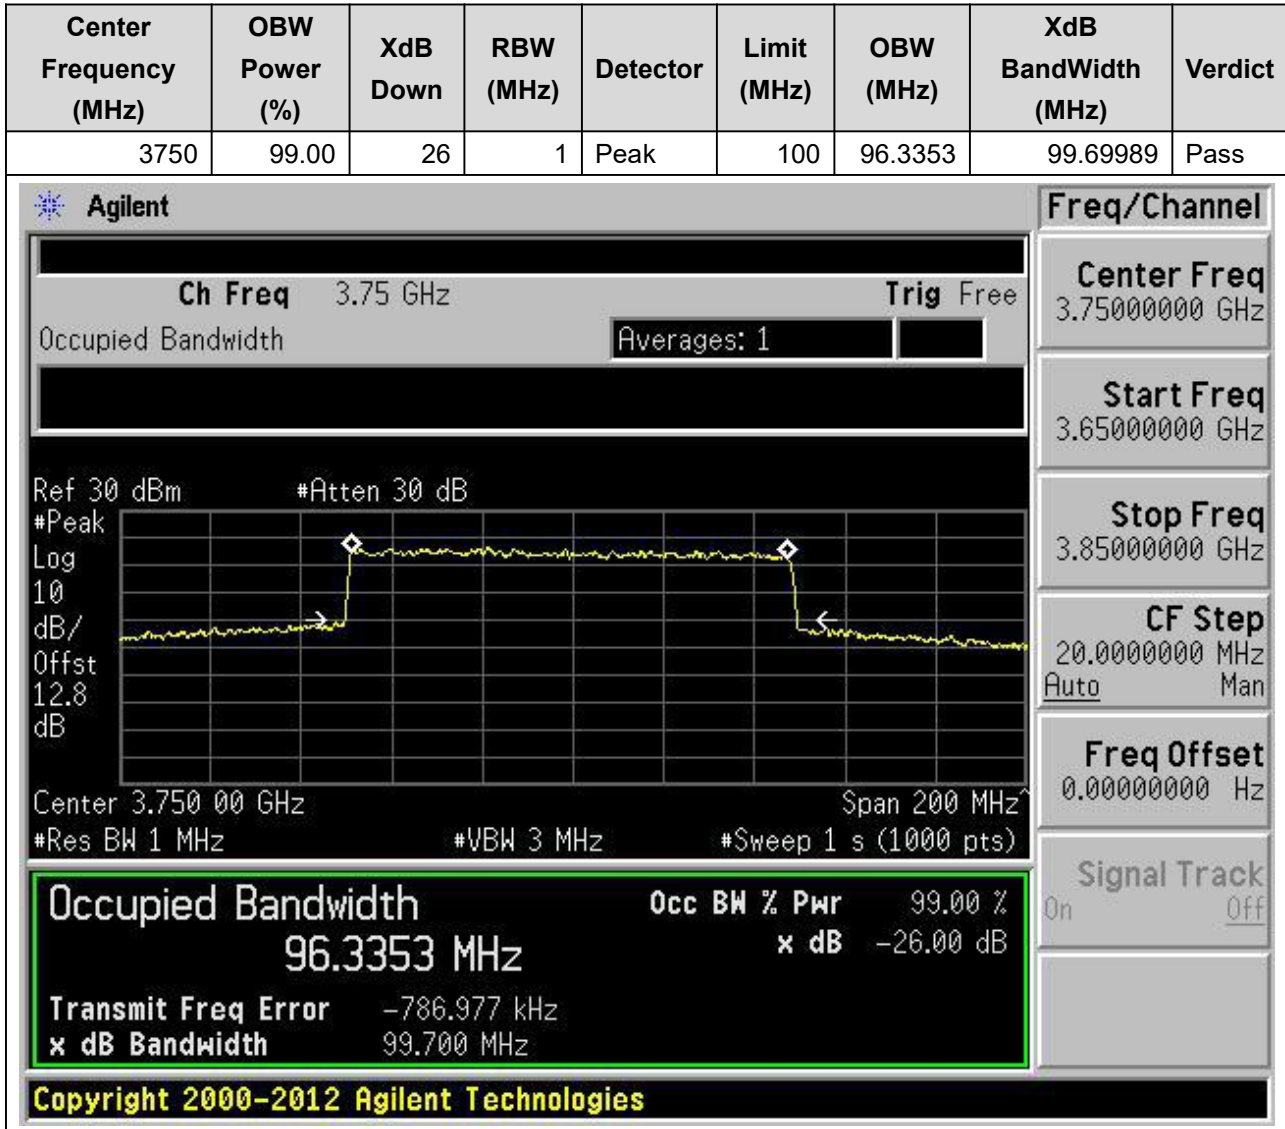 Center Frequency (MHz) OBW Power (%) XdB Down RBW (MHz) Detector Limit (MHz) OBW (MHz) XdB BandWidth (MHz) Verdict
3750 99.00 26 1 Peak 100 96.3353 99.69989 Pass
Agilent
Freq/Channel
Ch Freq 3.75 GHz Trig Free
Occupied Bandwidth Averages: 1
Center Freq
3.75000000 GHz
Start Freq
3.65000000 GHz
Stop Freq
3.85000000 GHz
CF Step
20.0000000 MHz
Auto Man
Freq Offset
0.00000000 Hz
Signal Track
On Off
Ref 30 dBm #Atten 30 dB
#Peak
Log
10
dB/
Offst
12.8
dB
Center 3.750 00 GHz Span 200 MHz^
#Res BW 1 MHz #VBW 3 MHz #Sweep 1 s (1000 pts)
Occupied Bandwidth Occ BW % Pwr 99.00 %
96.3353 MHz x dB -26.00 dB
Transmit Freq Error -786.977 kHz
x dB Bandwidth 99.700 MHz
Copyright 2000-2012 Agilent Technologies